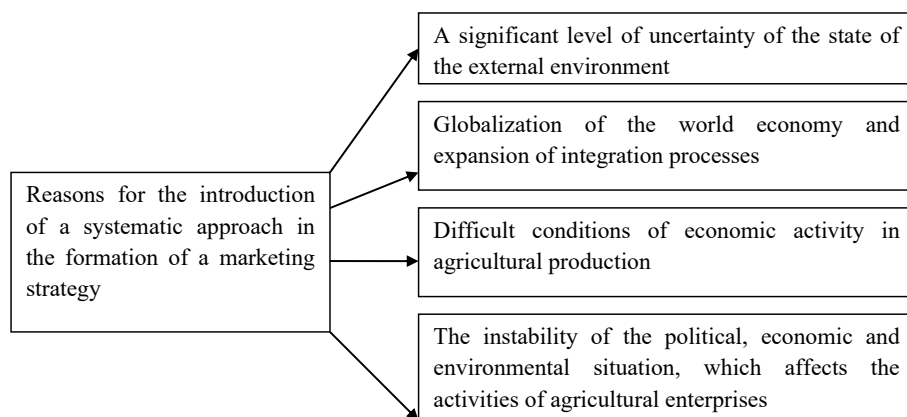 Reasons for the introduction
of a systematic approach in
the formation of a marketing
strategy
A significant level of uncertainty of the state of
the external environment
Globalization of the world economy and
expansion of integration processes
Difficult conditions of economic activity in
agricultural production
The instability of the political, economic and
environmental situation, which affects the
activities of agricultural enterprises